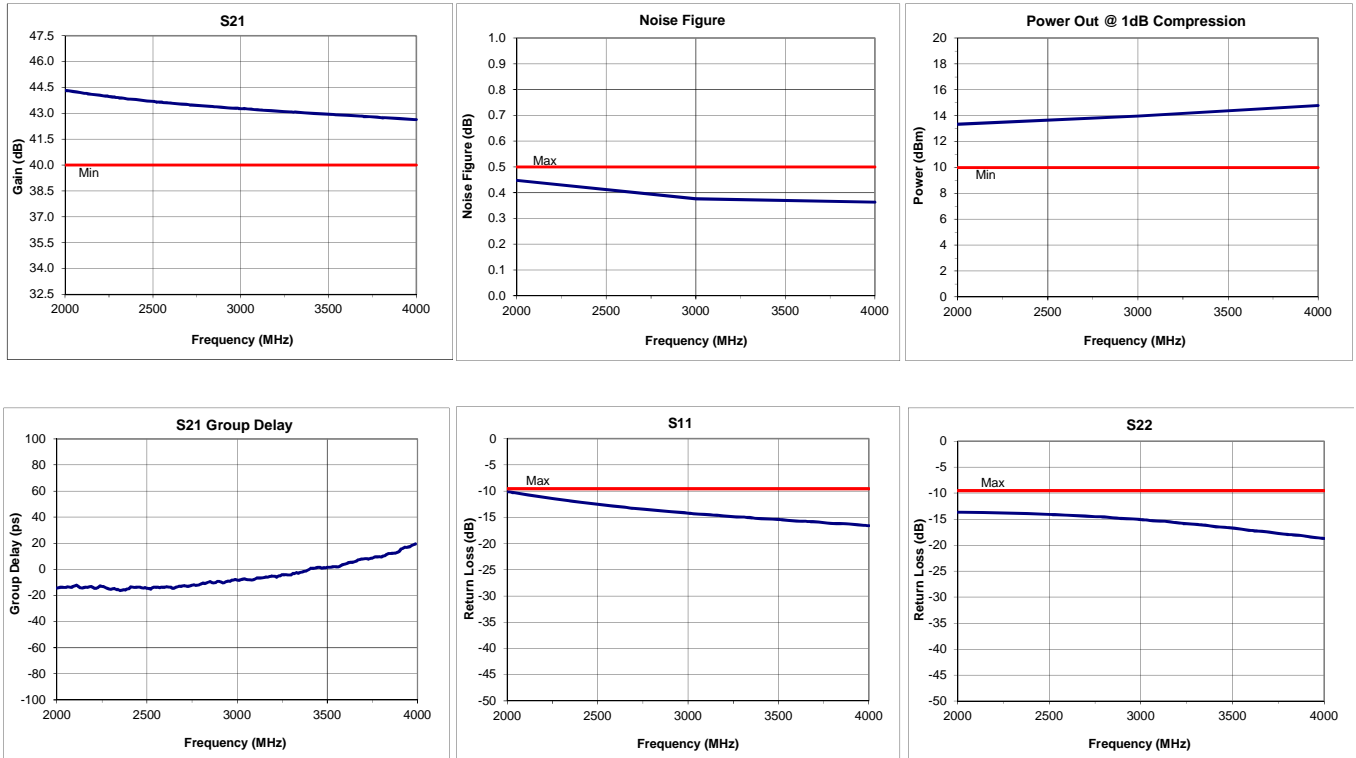 S21
47.5
46.0
44.5
43.0
41.5
40.0
38.5
37.0
35.5
34.0
32.5
Gain (dB)
Min
2000 2500 3000 3500 4000
Frequency (MHz)
Noise Figure
1.0
0.9
0.8
0.7
0.6
0.5
0.4
0.3
0.2
0.1
0.0
Noise Figure (dB)
Max
2000 2500 3000 3500 4000
Frequency (MHz)
Power Out @ 1dB Compression
20
18
16
14
12
10
8
6
4
2
0
Power (dBm)
Min
2000 2500 3000 3500 4000
Frequency (MHz)
S21 Group Delay
100
80
60
40
20
0
-20
-40
-60
-80
-100
Group Delay (ps)
2000 2500 3000 3500 4000
Frequency (MHz)
S11
0
-5
-10
-15
-20
-25
-30
-35
-40
-45
-50
Return Loss (dB)
Max
2000 2500 3000 3500 4000
Frequency (MHz)
S22
0
-5
-10
-15
-20
-25
-30
-35
-40
-45
-50
Return Loss (dB)
Max
2000 2500 3000 3500 4000
Frequency (MHz)